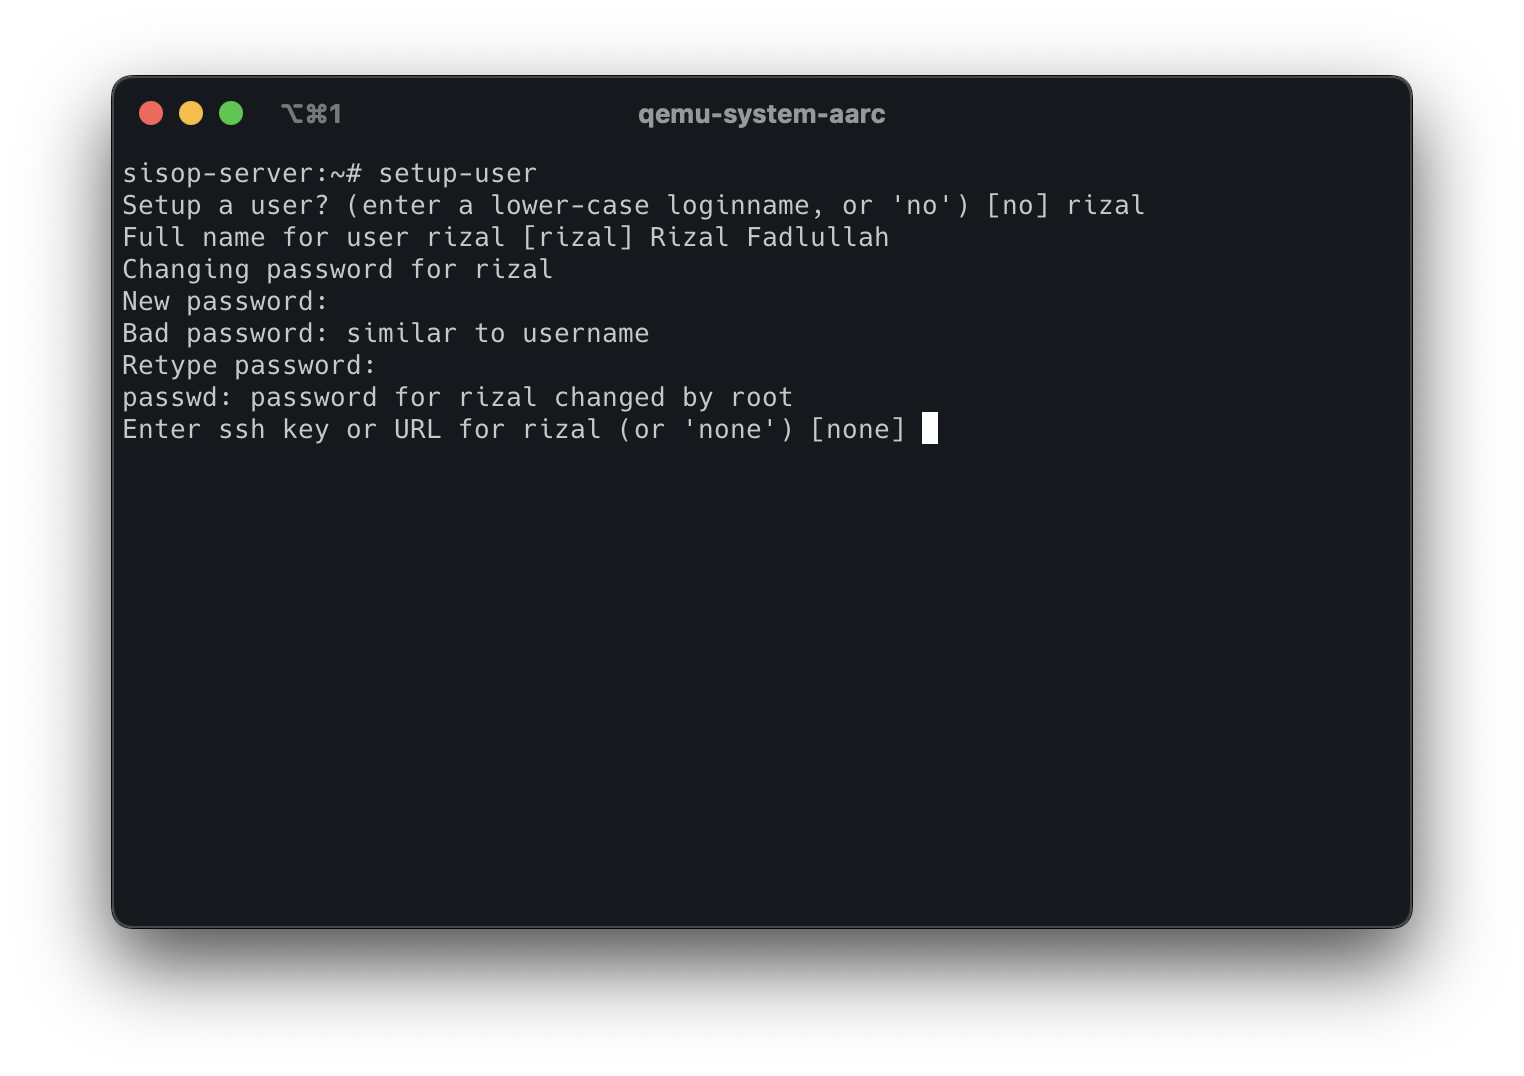 ⌥⌘1 qemu-system-aarc
sisop-server:~# setup-user
Setup a user? (enter a lower-case loginname, or 'no') [no] rizal
Full name for user rizal [rizal] Rizal Fadlullah
Changing password for rizal
New password:
Bad password: similar to username
Retype password:
passwd: password for rizal changed by root
Enter ssh key or URL for rizal (or 'none') [none]